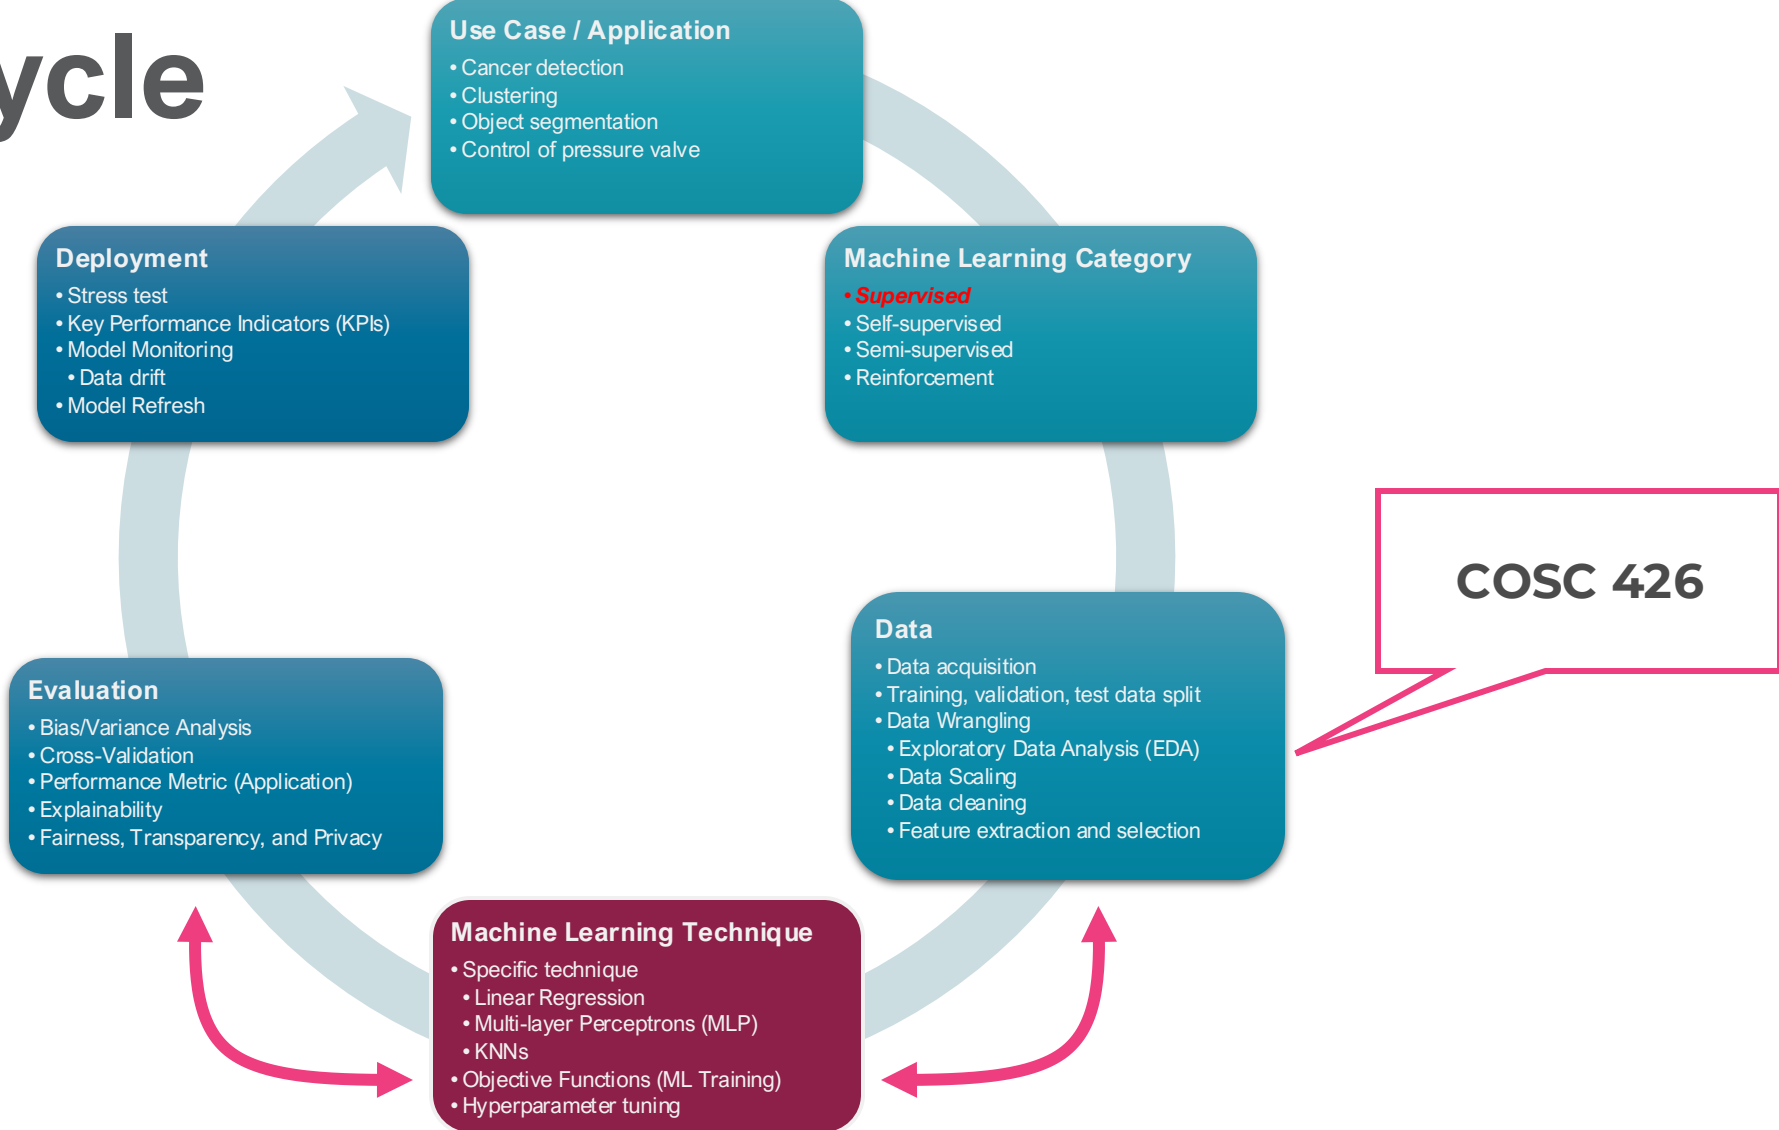 ycle
Use Case / Application
• Cancer detection
• Clustering
• Object segmentation
• Control of pressure valve
Machine Learning Category
• Supervised
• Self-supervised
• Semi-supervised
• Reinforcement
COSC 426
Data
• Data acquisition
• Training, validation, test data split
• Data Wrangling
• Exploratory Data Analysis (EDA)
• Data Scaling
• Data cleaning
• Feature extraction and selection
Machine Learning Technique
• Specific technique
• Linear Regression
• Multi-layer Perceptrons (MLP)
• KNNs
• Objective Functions (ML Training)
• Hyperparameter tuning
Evaluation
• Bias/Variance Analysis
• Cross-Validation
• Performance Metric (Application)
• Explainability
• Fairness, Transparency, and Privacy
Deployment
• Stress test
• Key Performance Indicators (KPIs)
• Model Monitoring
• Data drift
• Model Refresh